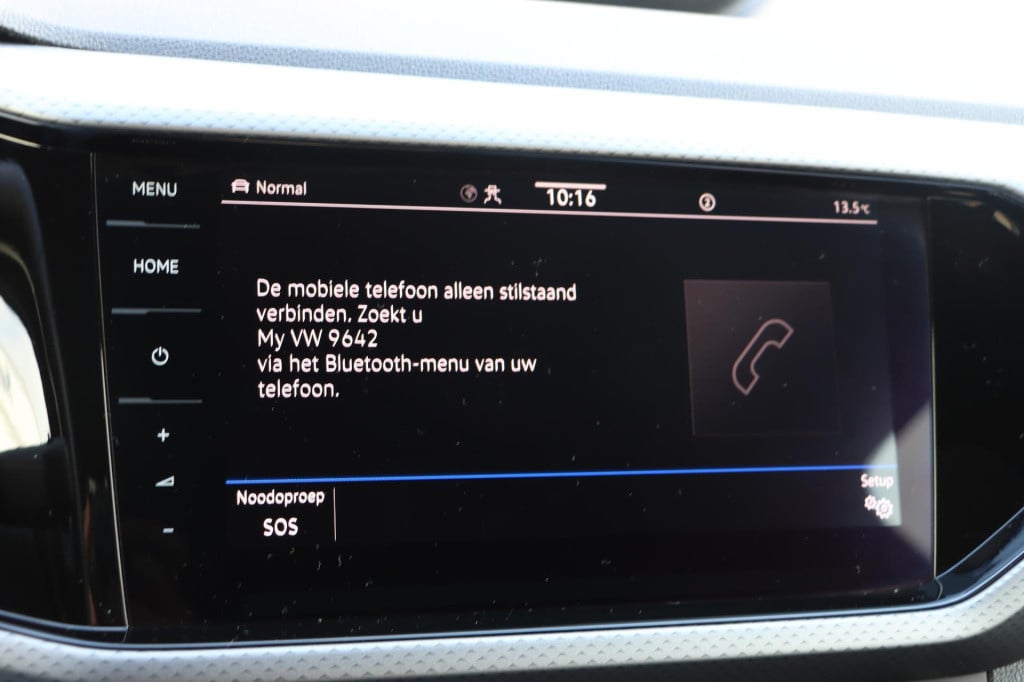 MENU
Normal
10:16
2
13.5°C
HOME
De mobiele telefoon alleen stilstaand
verbinden. Zoekt u
My VW 9642
via het Bluetooth-menu van uw
telefoon.
+
-
Noodoproep
SOS
Setup